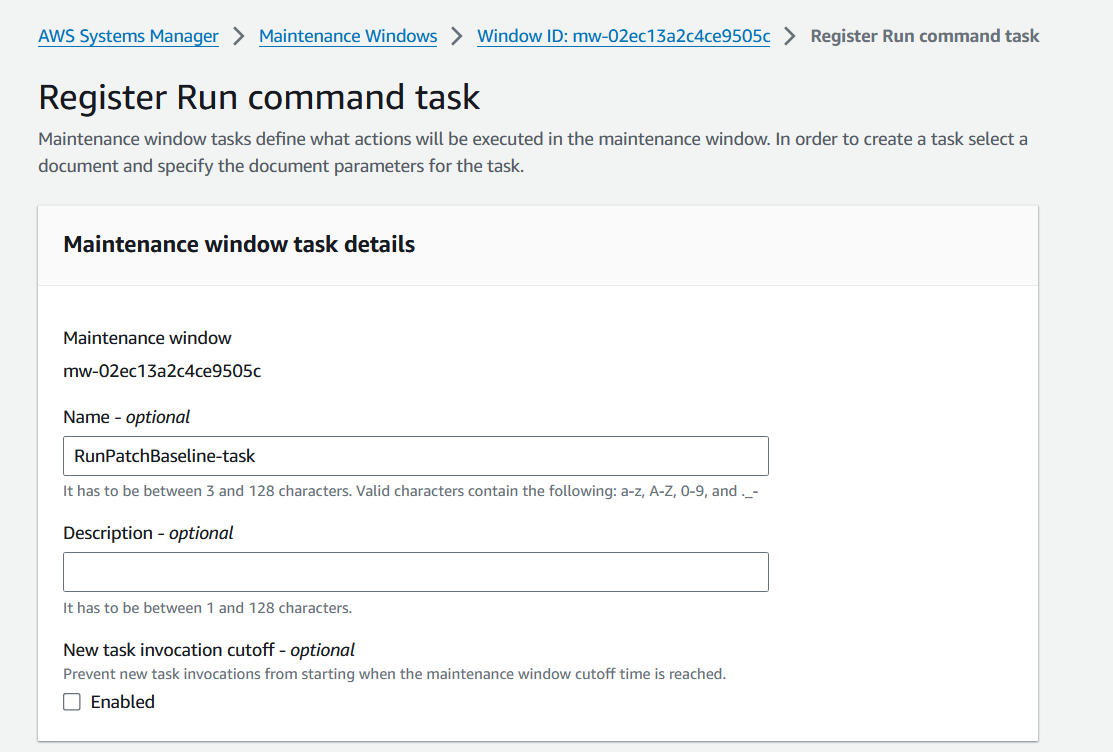 AWS Systems Manager > Maintenance Windows > Window ID: mw-02ec13a2c4ce9505c > Register Run command task
Register Run command task
Maintenance window tasks define what actions will be executed in the maintenance window. In order to create a task select a
document and specify the document parameters for the task.
Maintenance window task details
Maintenance window
mw-02ec13a2c4ce9505c
Name - optional
RunPatchBaseline-task
It has to be between 3 and 128 characters. Valid characters contain the following: a-z, A-Z, 0-9, and ._-
Description - optional
It has to be between 1 and 128 characters.
New task invocation cutoff - optional
Prevent new task invocations from starting when the maintenance window cutoff time is reached.
Enabled